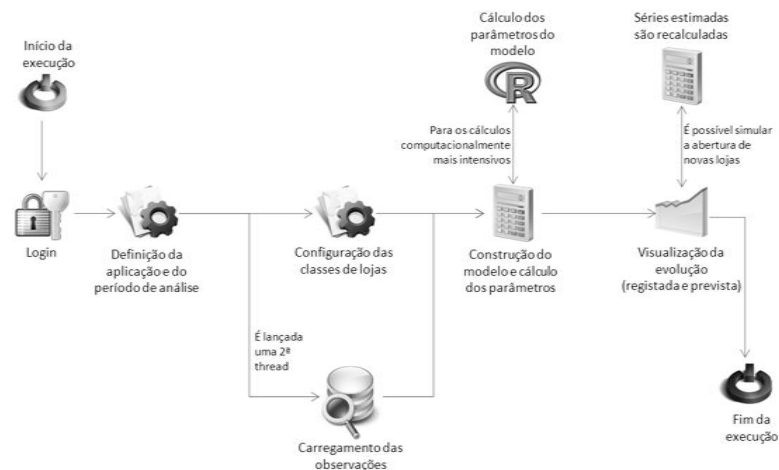 Início da
execução
Login
Definição da
aplicação e do
período de análise
Configuração das
classes de lojas
É lançada
uma 2ª
thread
Carregamento das
observações
Cálculo dos
parâmetros do
modelo
R
Para os cálculos
computacionalmente
mais intensivos
Construção do
modelo e cálculo
dos parâmetros
Séries estimadas
são recalculadas
É possível simular
a abertura de
novas lojas
Visualização da
evolução
(registada e prevista)
Fim da
execução